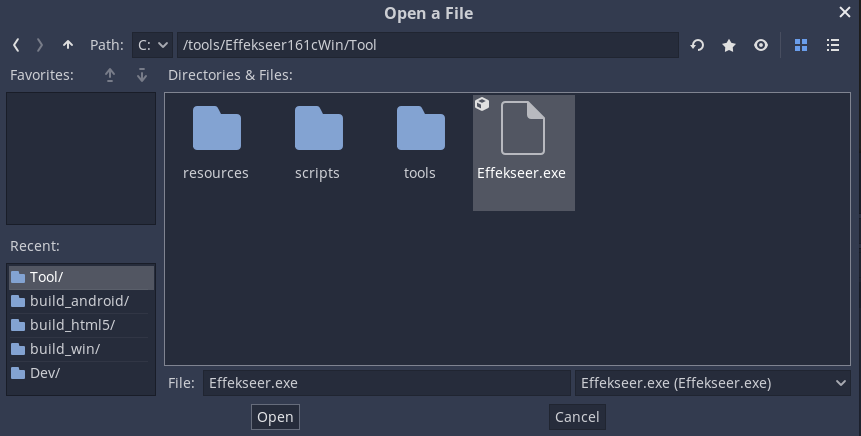 Open a File
Path: C: /tools/Effekseer161cWin/Tool
Favorites:
Directories & Files:
resources
scripts
tools
Effekseer.exe
Recent:
Tool/
build_android/
build_html5/
build_win/
Dev/
File: Effekseer.exe
Effekseer.exe (Effekseer.exe)
Open
Cancel